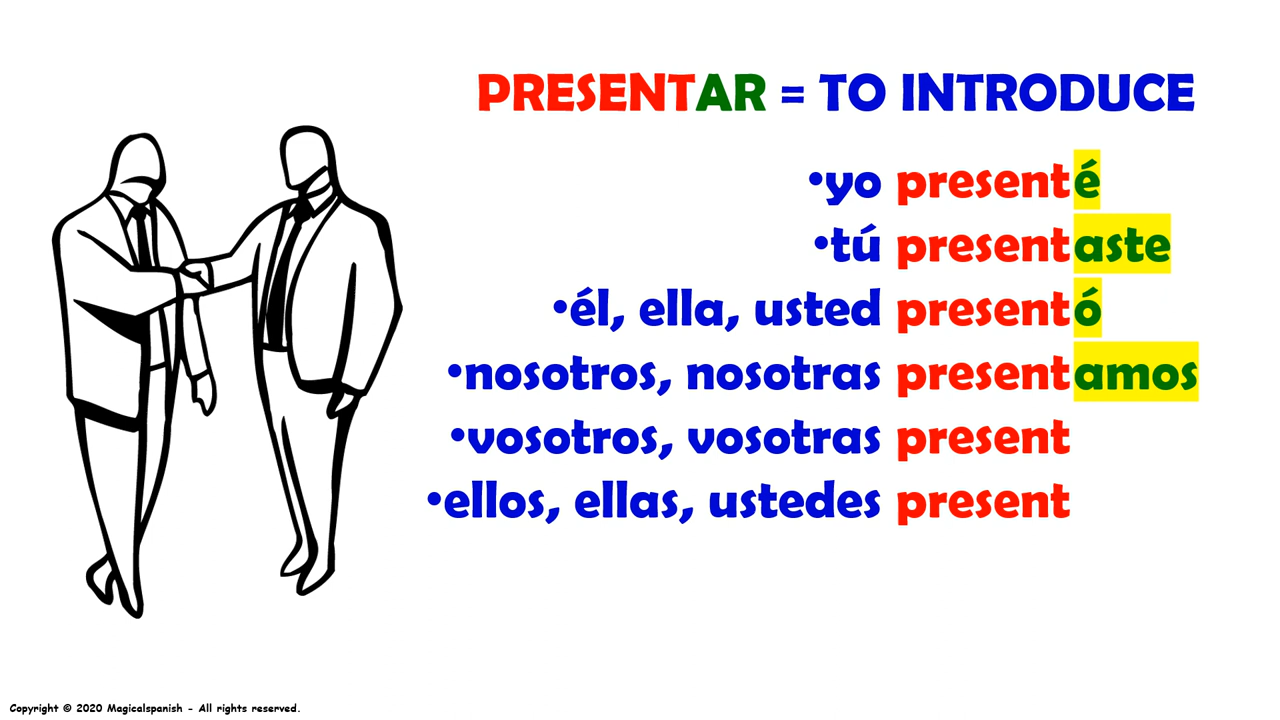 PRESENTAR = TO INTRODUCE
•yo presenté
•tú presentaste
•él, ella, usted presentó
•nosotros, nosotras presentamos
•vosotros, vosotras present
•ellos, ellas, ustedes present
Copyright © 2020 Magicalspanish - All rights reserved.